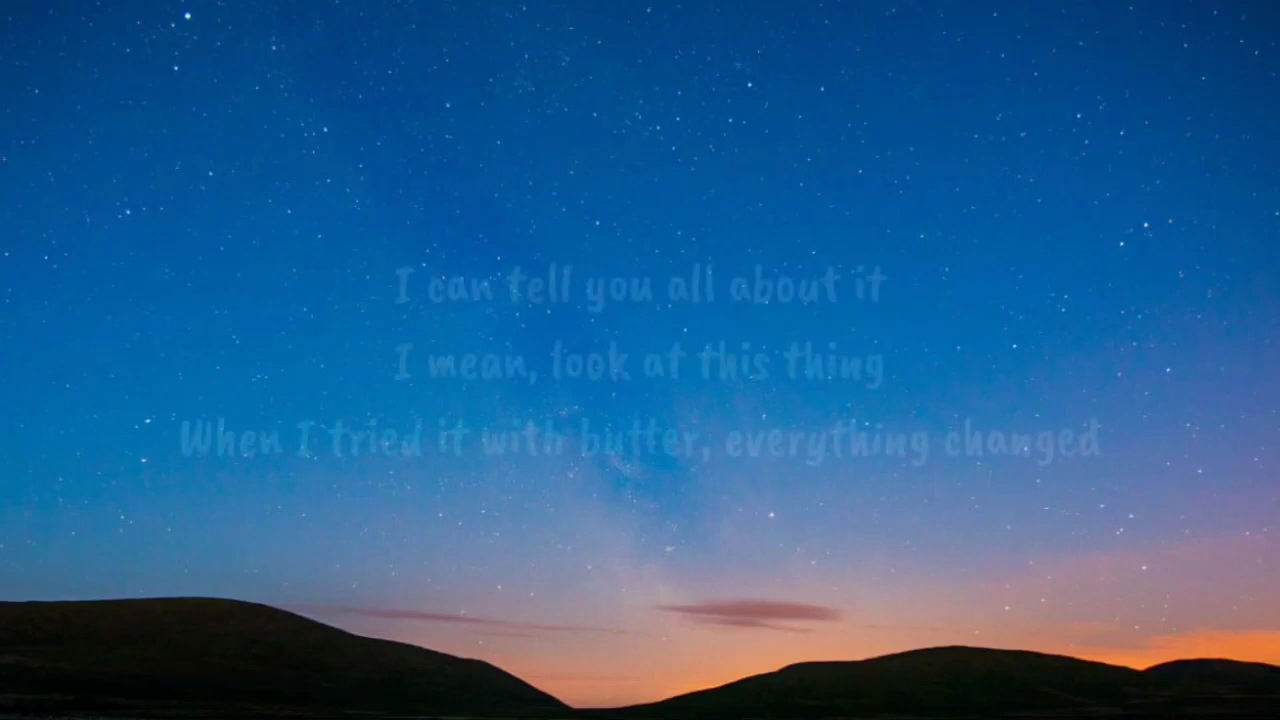 I can tell you all about it
I mean, look at this thing
When I tried it with butter, everything changed